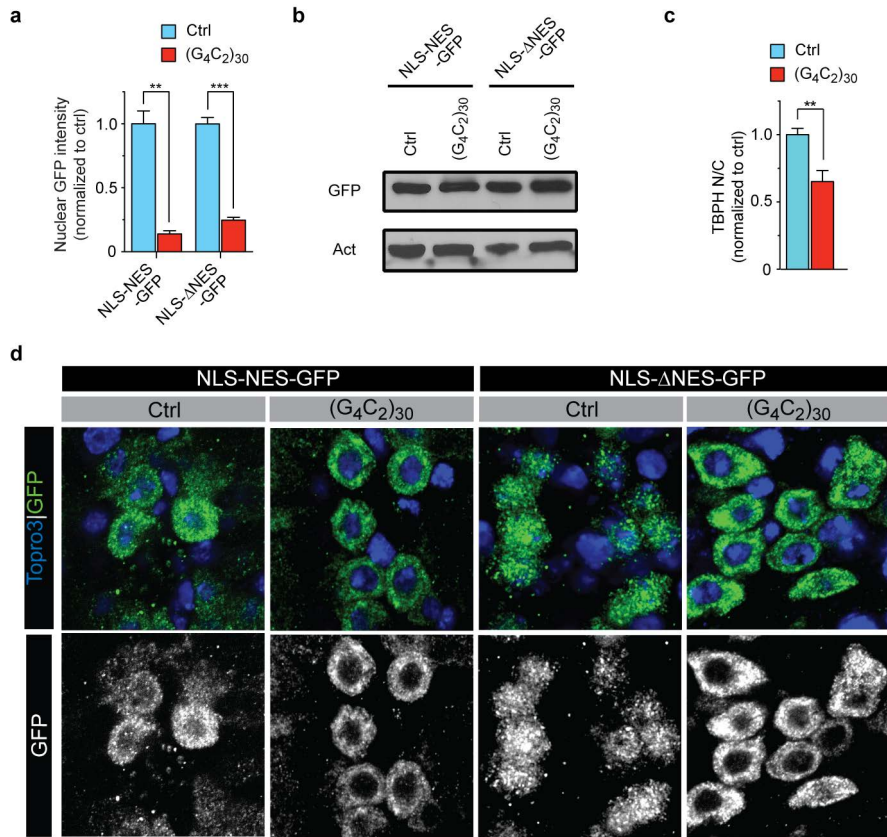 a
Ctrl
(G4C2)30
Nuclear GFP intensity
(normalized to ctrl)
1.0
0.5
0
**
***
NLS-NES
-GFP
NLS-ΔNES
-GFP
b
NLS-NES
-GFP
NLS-ΔNES
-GFP
Ctrl
(G4C2)30
Ctrl
(G4C2)30
GFP
Act
c
Ctrl
(G4C2)30
TBPH N/C
(normalized to ctrl)
1.0
0.5
0
**
d
NLS-NES-GFP
NLS-ΔNES-GFP
Ctrl
(G4C2)30
Ctrl
(G4C2)30
Topro3|GFP
GFP